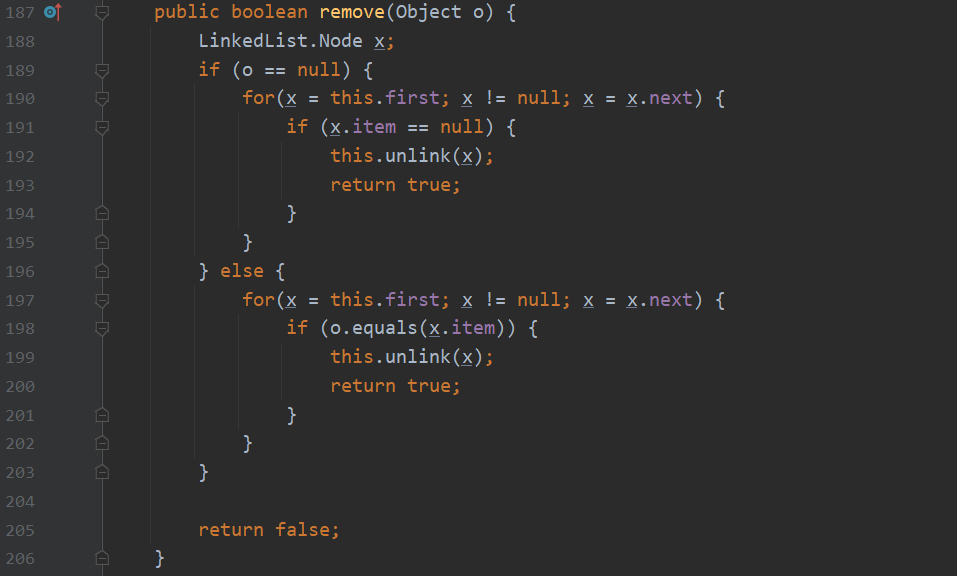 187 public boolean remove(Object o) {
188 LinkedList.Node x;
189 if (o == null) {
190 for(x = this.first; x != null; x = x.next) {
191 if (x.item == null) {
192 this.unlink(x);
193 return true;
194 }
195 }
196 } else {
197 for(x = this.first; x != null; x = x.next) {
198 if (o.equals(x.item)) {
199 this.unlink(x);
200 return true;
201 }
202 }
203 }
204
205 return false;
206 }